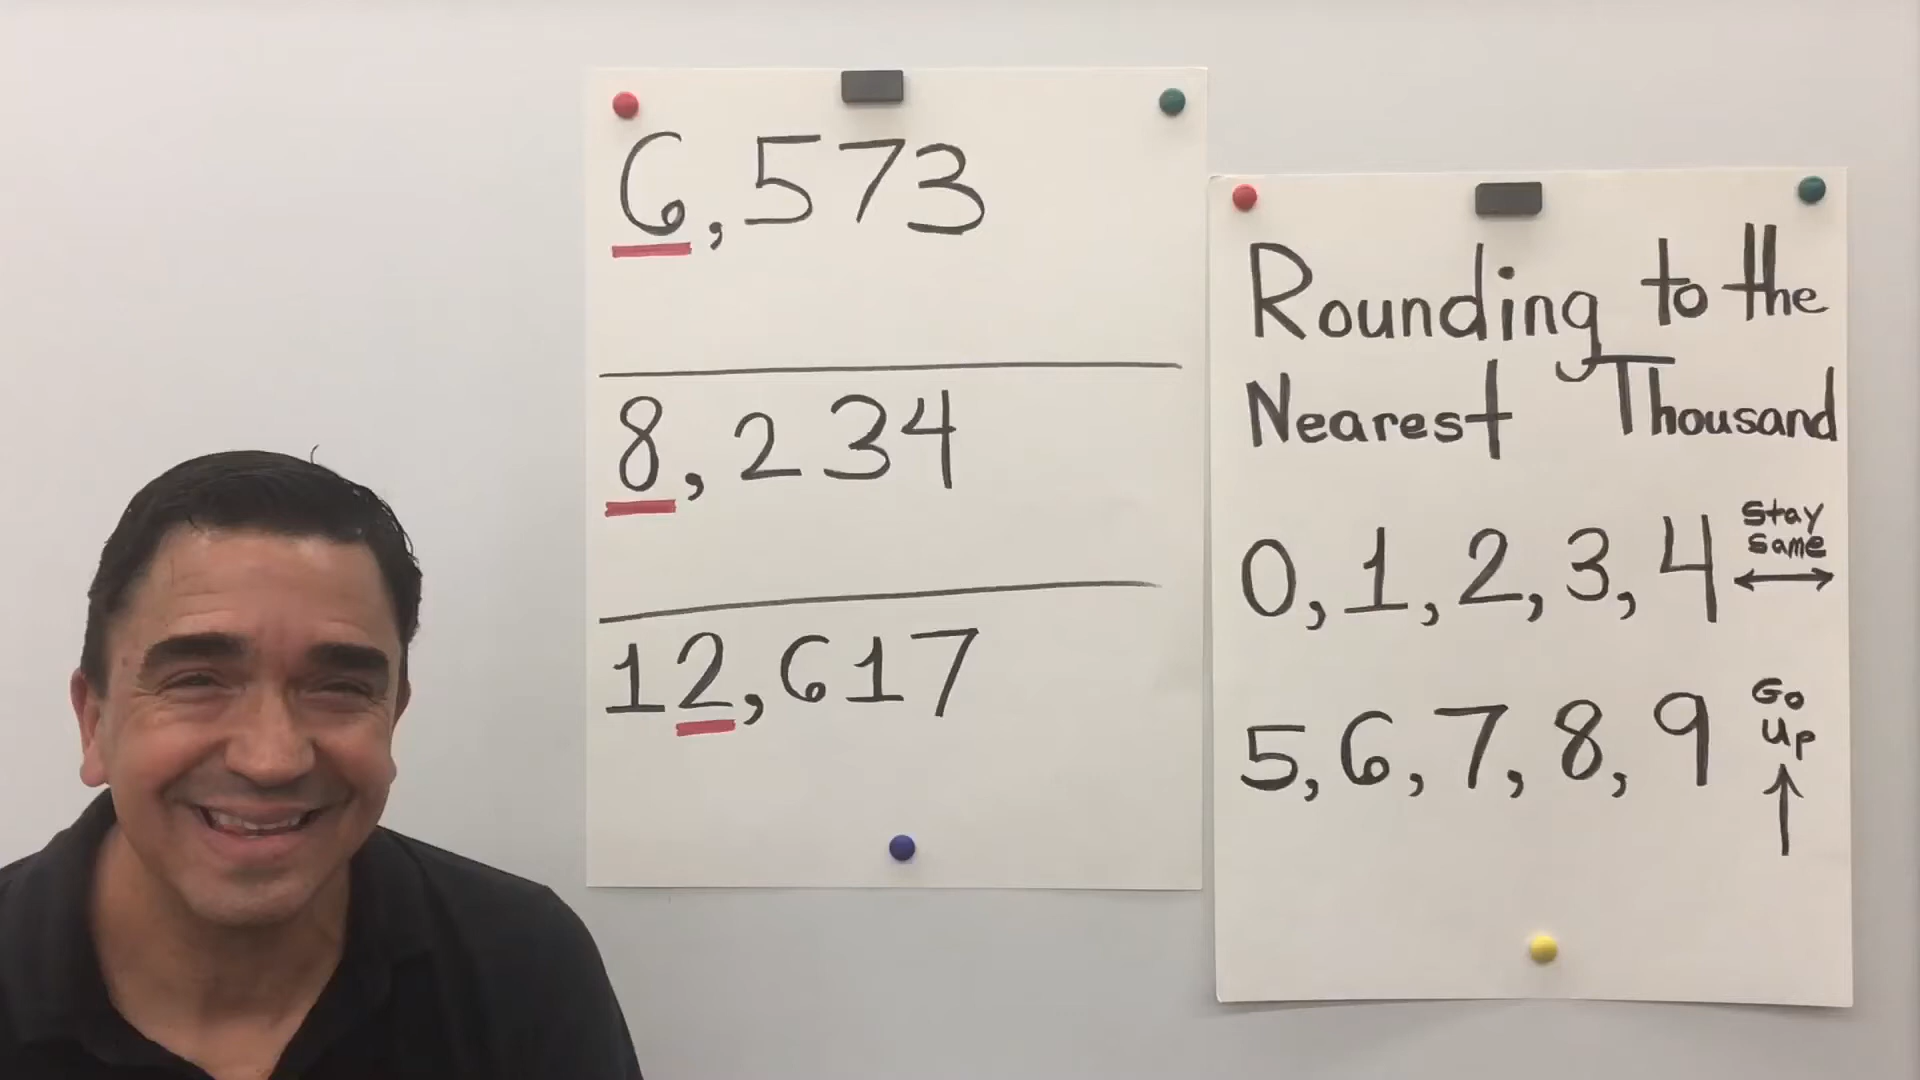 6,573
8,234
12,617
Rounding to the
Nearest Thousand
0, 1, 2, 3, 4 Stay
Same
5, 6, 7, 8, 9 Go
Up